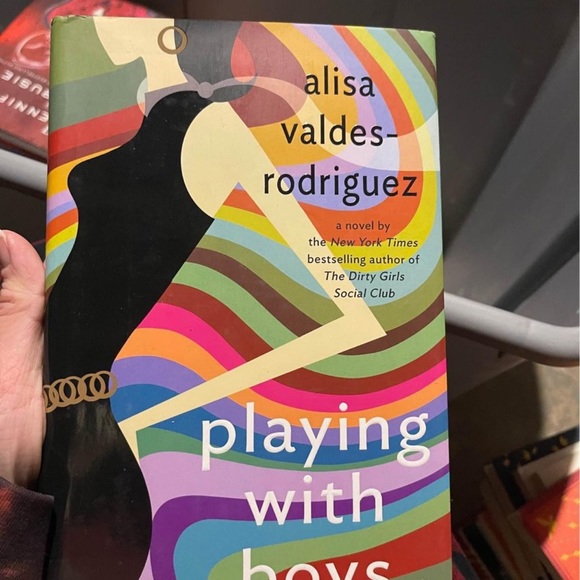 alisa
valdes-
rodriguez
a novel by
the New York Times
bestselling author of
The Dirty Girls
Social Club
playing
with
boys